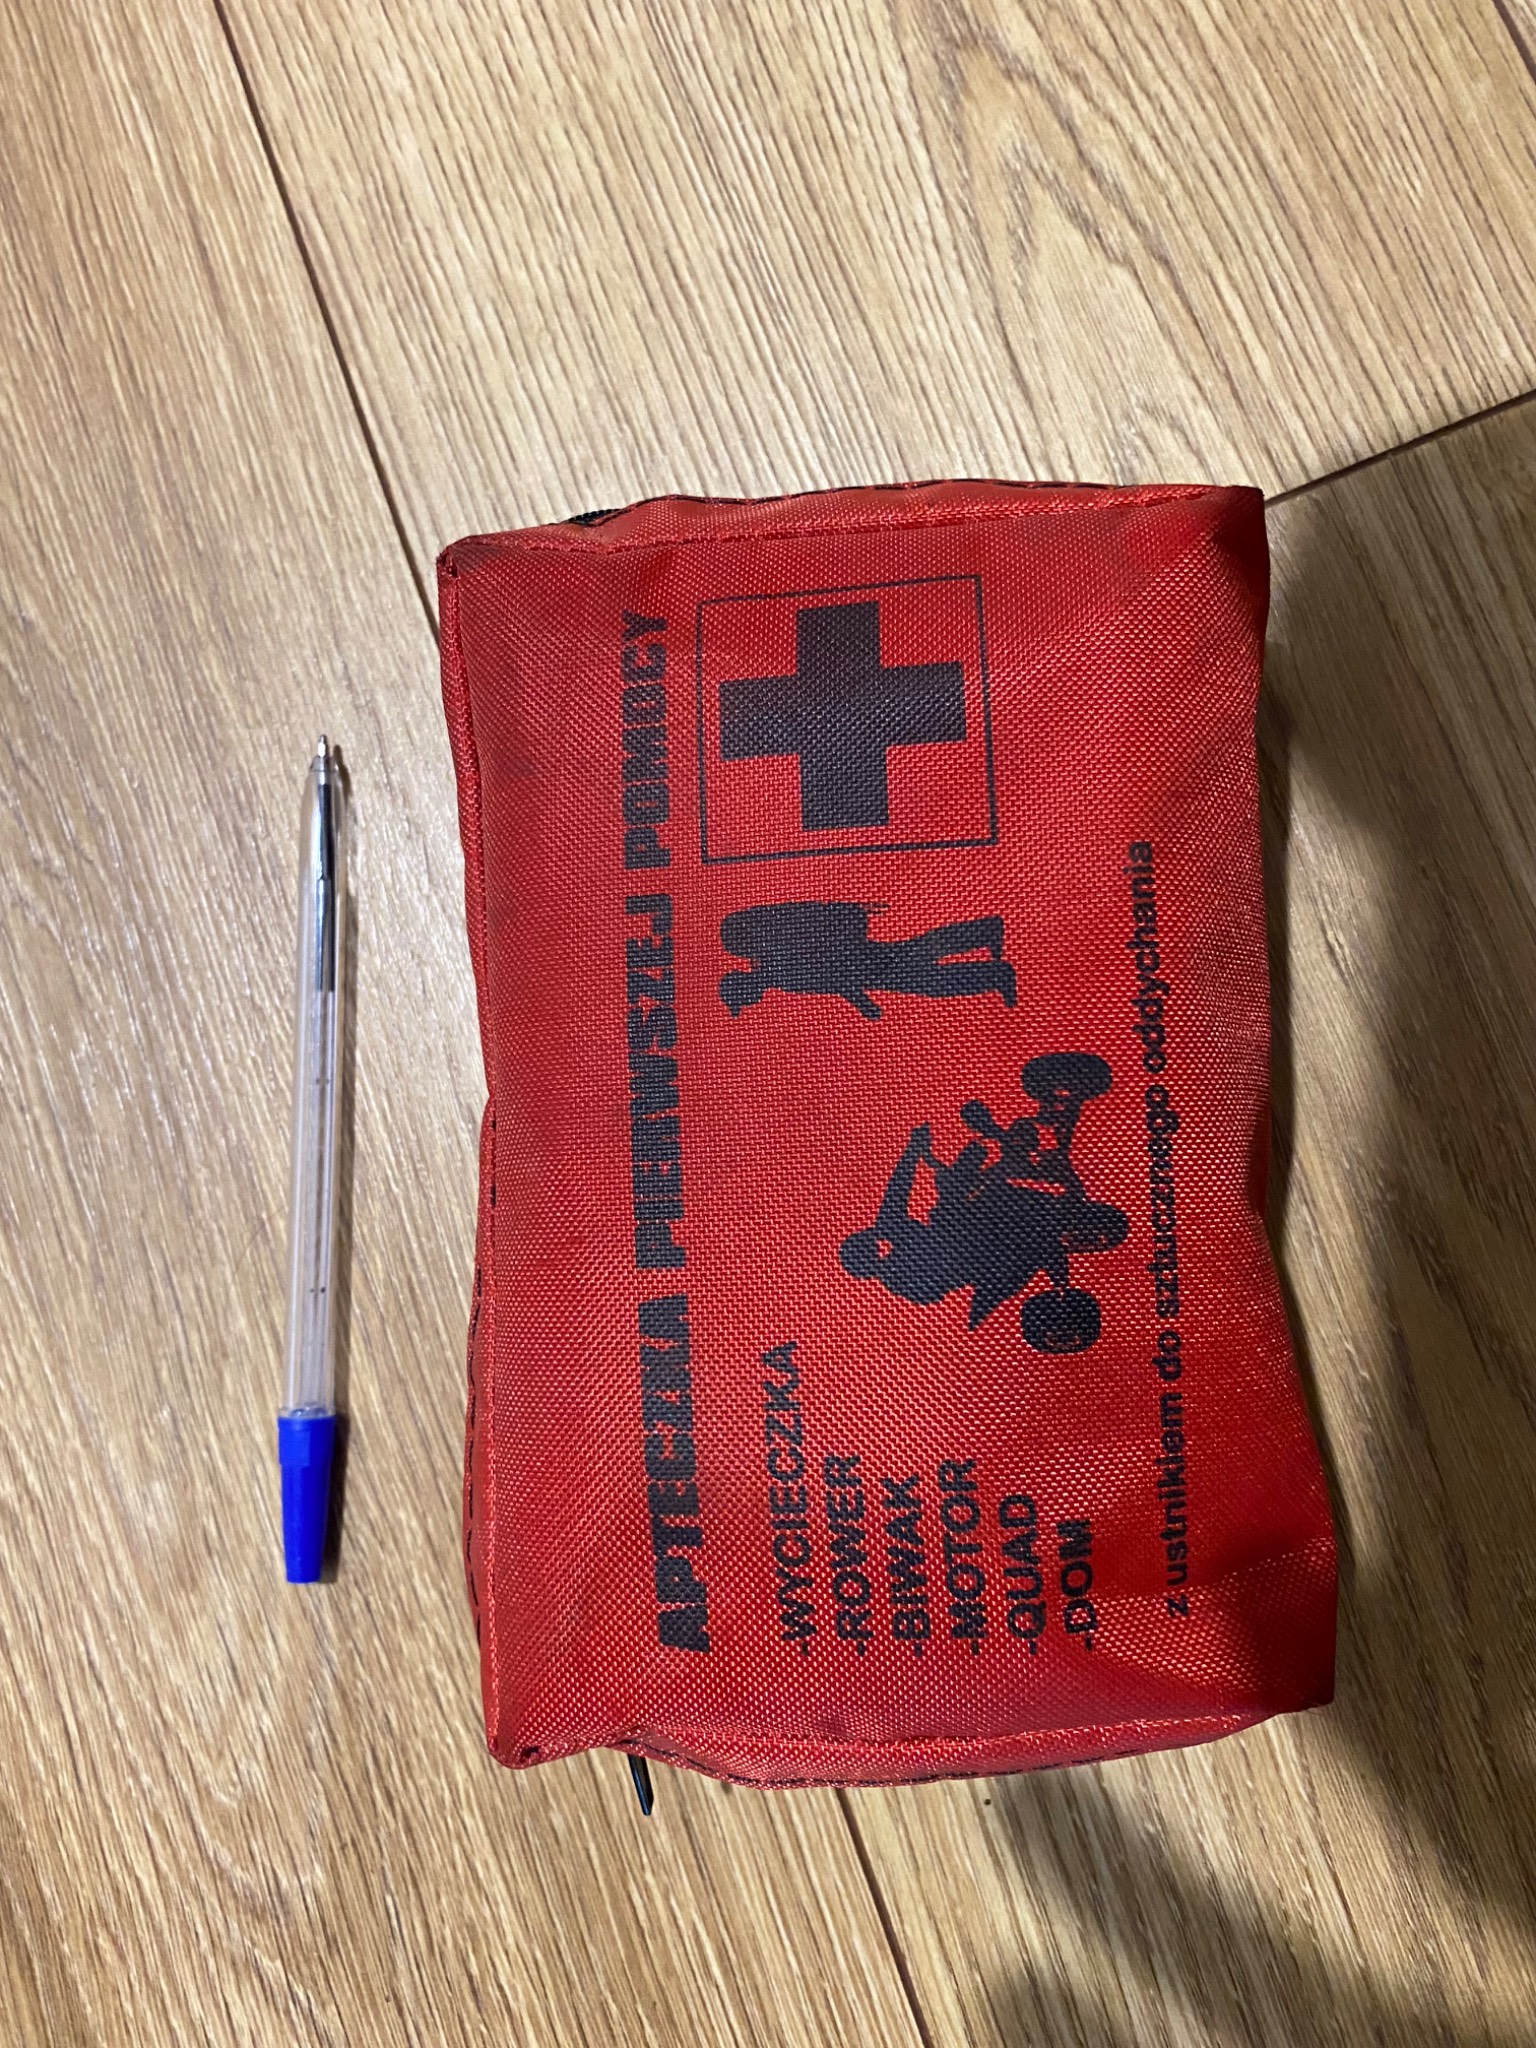 APTECZKA PIERWSZEJ POMOCY
-WYCIECZKA
-ROWER
-BIWAK
-MOTOR
-QUAD
-DOM
z ustnikiem do sztucznego oddychania